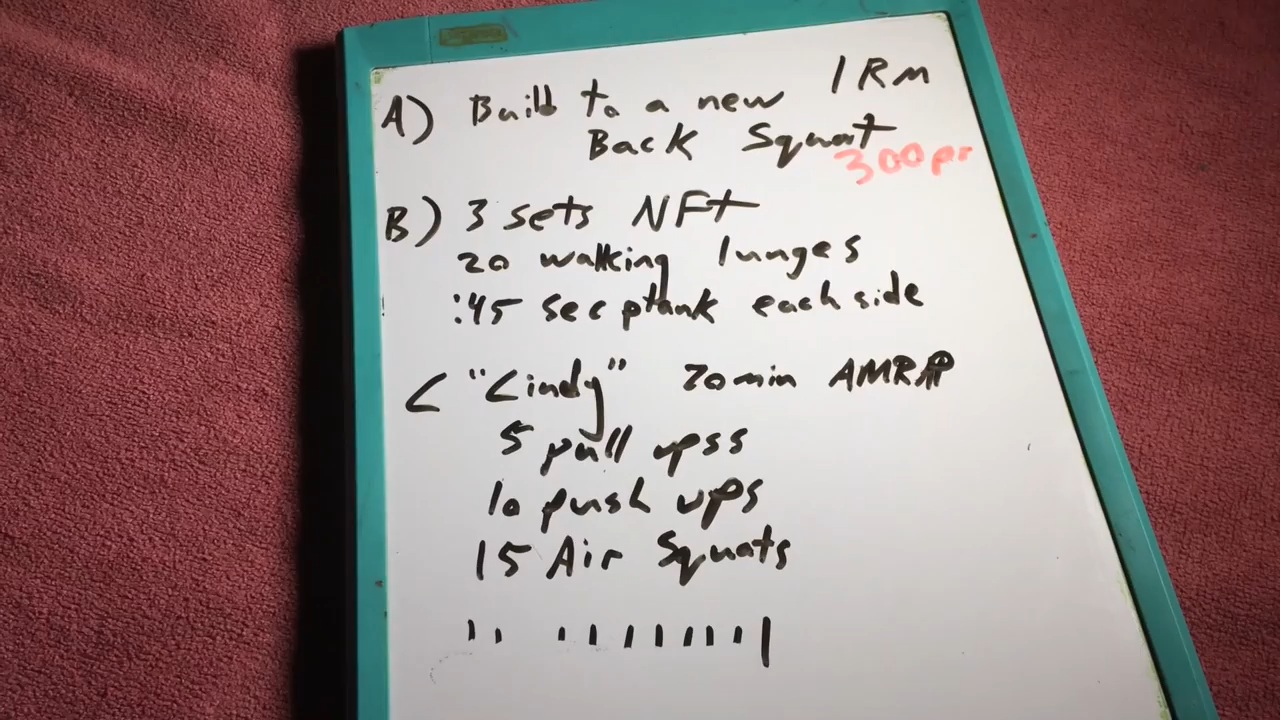 A) Build to a new 1Rm
Back Squat
300 pr
B) 3 sets NFt
20 walking lunges
:45 sec plank each side
C "Cindy" 20min AMRAP
5 pull upss
10 push ups
15 Air Squats